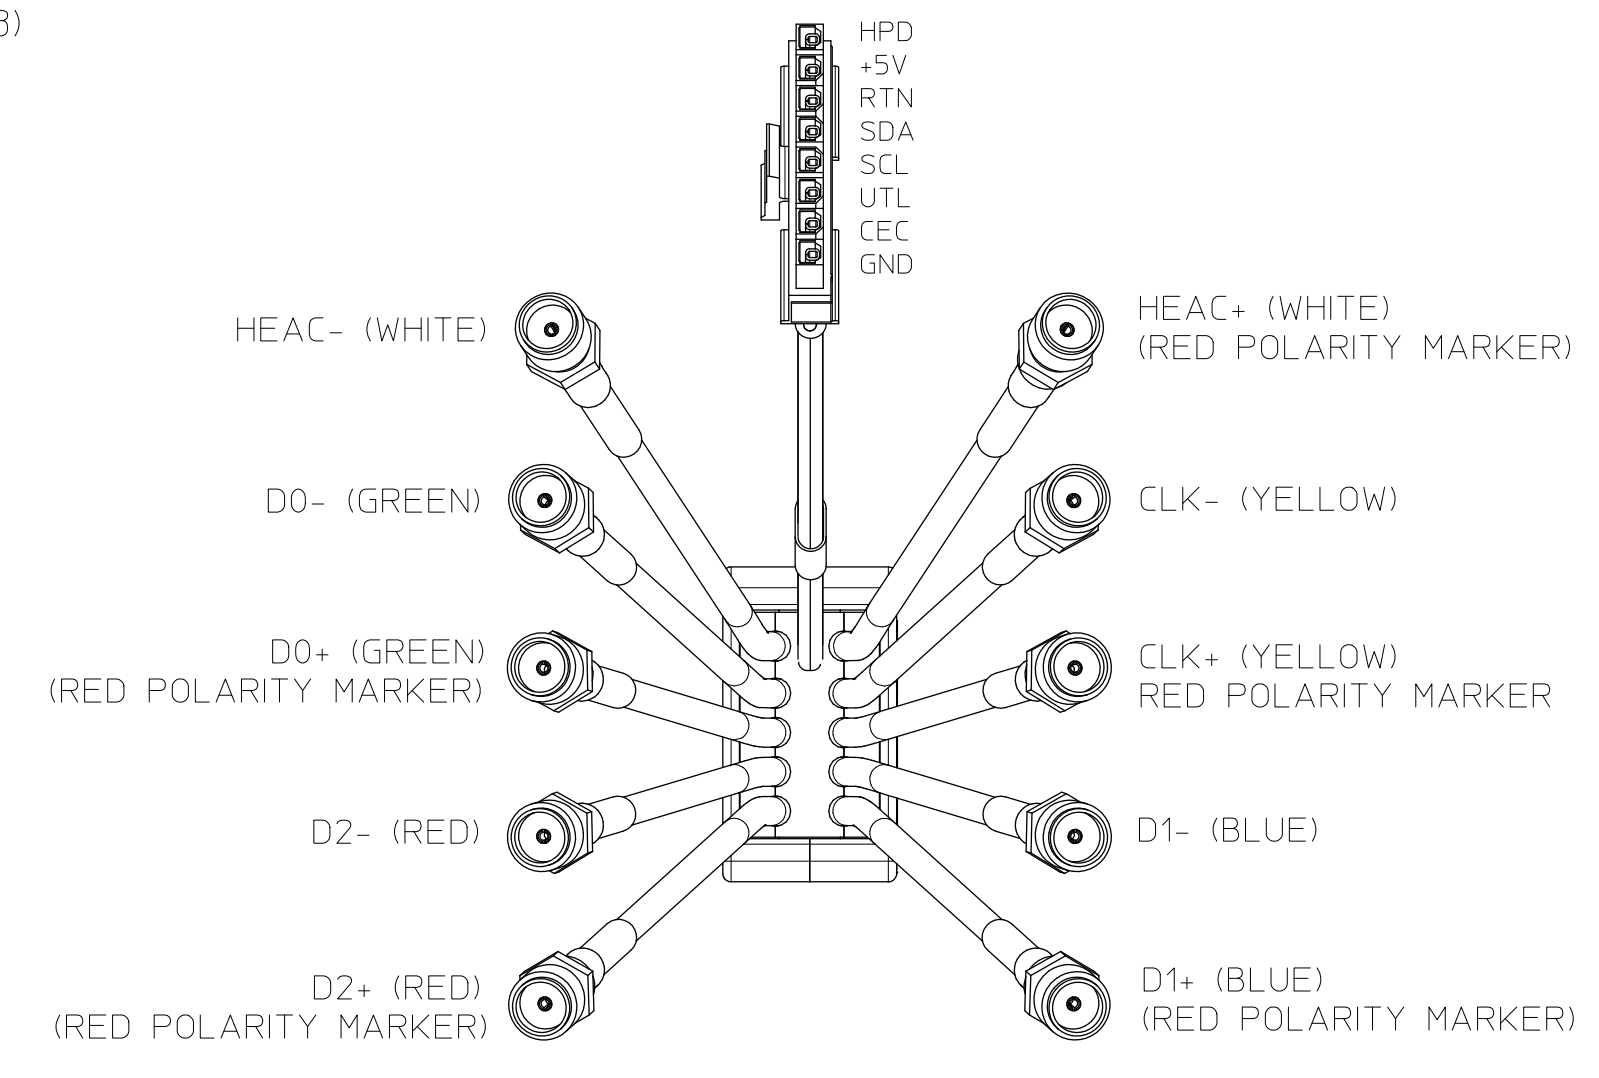 B)
HPD
+5V
RTN
SDA
SCL
UTL
CEC
GND
HEAC- (WHITE)
HEAC+ (WHITE)
(RED POLARITY MARKER)
D0- (GREEN)
CLK- (YELLOW)
D0+ (GREEN)
(RED POLARITY MARKER)
CLK+ (YELLOW)
RED POLARITY MARKER
D2- (RED)
D1- (BLUE)
D2+ (RED)
(RED POLARITY MARKER)
D1+ (BLUE)
(RED POLARITY MARKER)